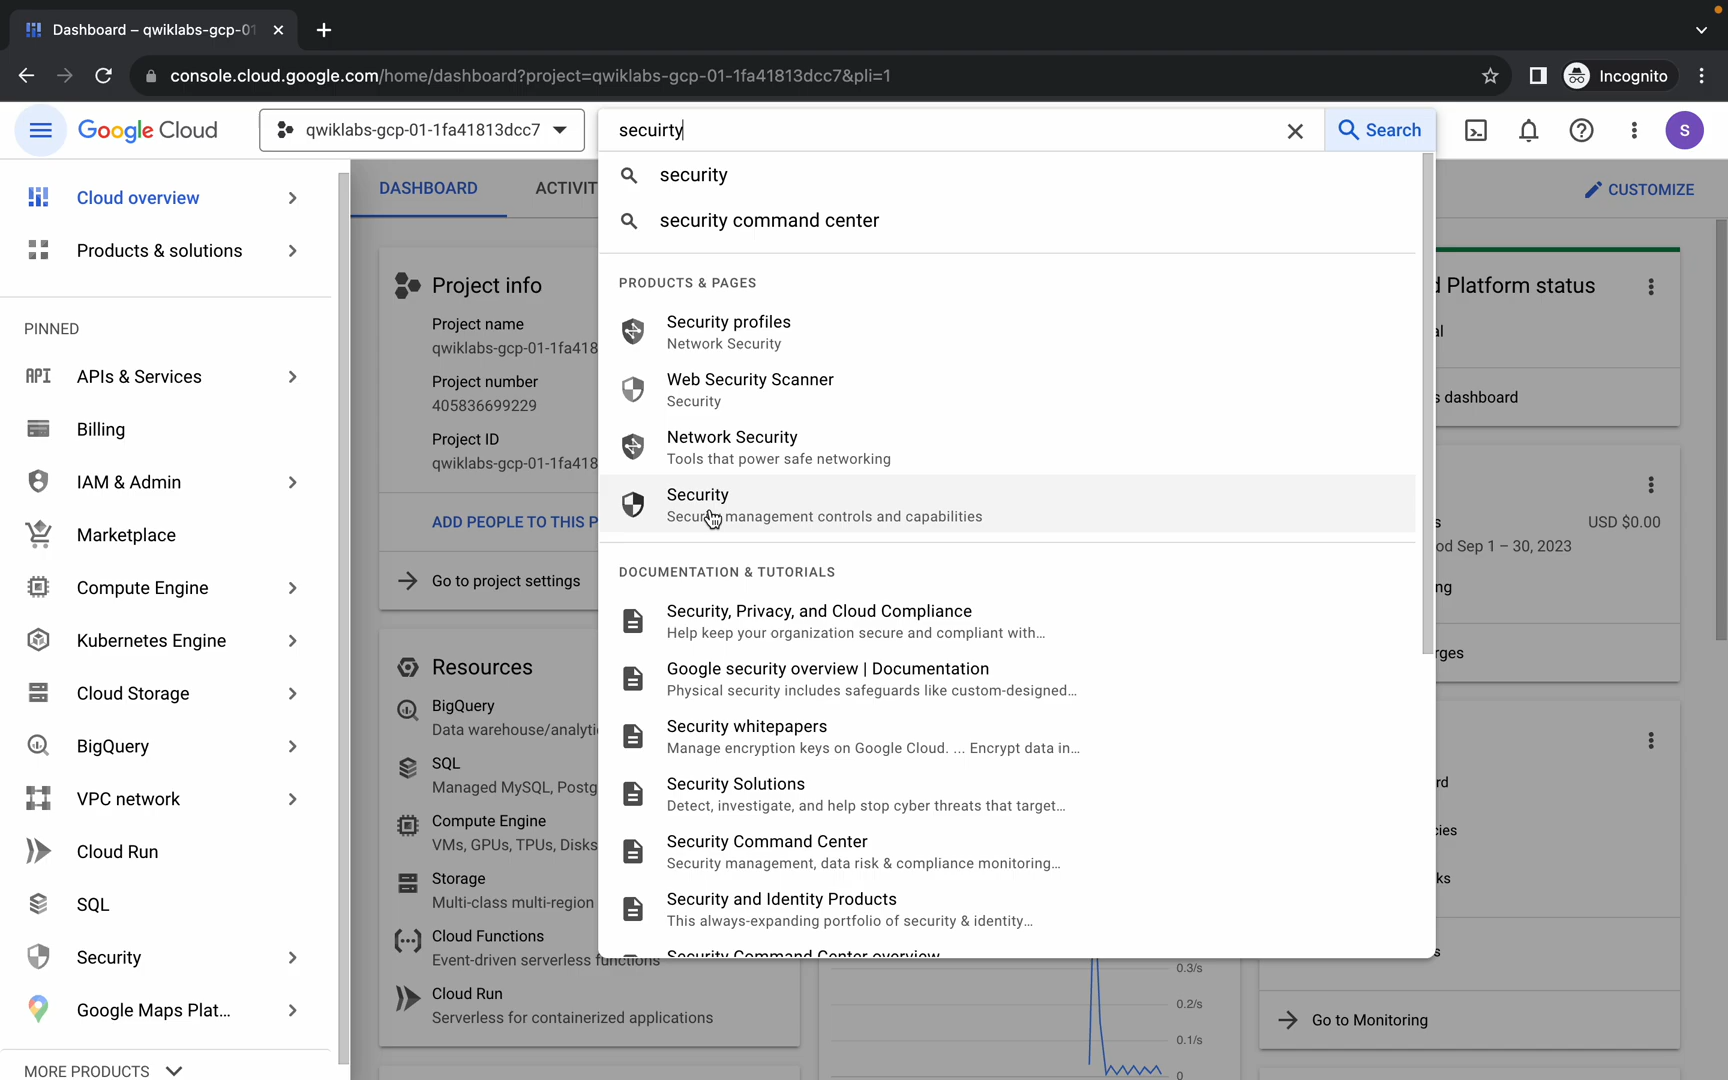 Dashboard – qwiklabs-gcp-01
console.cloud.google.com/home/dashboard?project=qwiklabs-gcp-01-1fa41813dcc7&pli=1
Incognito
Google Cloud
qwiklabs-gcp-01-1fa41813dcc7
secuirty
Search
S
security
security command center
PRODUCTS & PAGES
Security profiles
Network Security
Web Security Scanner
Security
Network Security
Tools that power safe networking
Security
Security management controls and capabilities
DOCUMENTATION & TUTORIALS
Security, Privacy, and Cloud Compliance
Help keep your organization secure and compliant with...
Google security overview | Documentation
Physical security includes safeguards like custom-designed...
Security whitepapers
Manage encryption keys on Google Cloud. ... Encrypt data in...
Security Solutions
Detect, investigate, and help stop cyber threats that target...
Security Command Center
Security management, data risk & compliance monitoring...
Security and Identity Products
This always-expanding portfolio of security & identity...
Security Command Center overview
Cloud overview
Products & solutions
PINNED
API APIs & Services
Billing
IAM & Admin
Marketplace
Compute Engine
Kubernetes Engine
Cloud Storage
BigQuery
VPC network
Cloud Run
SQL
Security
Google Maps Plat...
MORE PRODUCTS
DASHBOARD
ACTIVIT
CUSTOMIZE
Project info
Project name
qwiklabs-gcp-01-1fa418
Project number
405836699229
Project ID
qwiklabs-gcp-01-1fa418
ADD PEOPLE TO THIS P
Go to project settings
Resources
BigQuery
Data warehouse/analyti
SQL
Managed MySQL, Postg
Compute Engine
VMs, GPUs, TPUs, Disks
Storage
Multi-class multi-region
Cloud Functions
Event-driven serverless functions
Cloud Run
Serverless for containerized applications
0.3/s
0.2/s
0.1/s
0
d Platform status
al
s dashboard
s
USD $0.00
od Sep 1 – 30, 2023
ng
rges
rd
cies
ks
s
Go to Monitoring